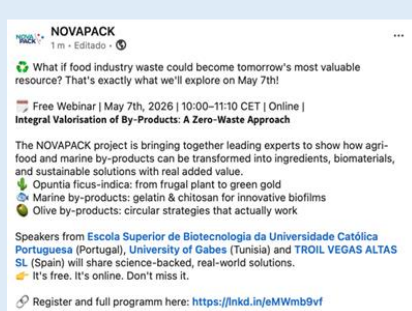 NOVA
PACK
NOVAPACK
1 m • Editado •
♻️ What if food industry waste could become tomorrow's most valuable
resource? That's exactly what we'll explore on May 7th!
📅 Free Webinar | May 7th, 2026 | 10:00–11:10 CET | Online |
Integral Valorisation of By-Products: A Zero-Waste Approach
The NOVAPACK project is bringing together leading experts to show how agri-
food and marine by-products can be transformed into ingredients, biomaterials,
and sustainable solutions with real added value.
🌵 Opuntia ficus-indica: from frugal plant to green gold
🐟 Marine by-products: gelatin & chitosan for innovative biofilms
🫒 Olive by-products: circular strategies that actually work
Speakers from Escola Superior de Biotecnologia da Universidade Católica
Portuguesa (Portugal), University of Gabes (Tunisia) and TROIL VEGAS ALTAS
SL (Spain) will share science-backed, real-world solutions.
👉 It's free. It's online. Don't miss it.
🔗 Register and full programm here: https://lnkd.in/eMWmb9vf